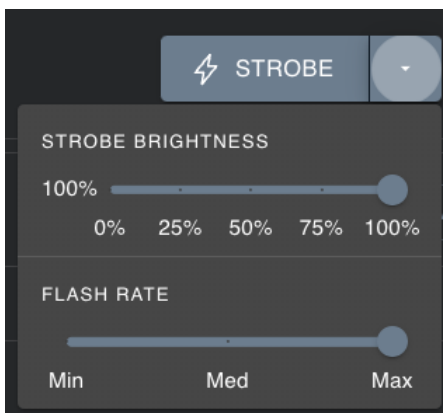 STROBE
STROBE BRIGHTNESS
100%
0% 25% 50% 75% 100%
FLASH RATE
Min Med Max